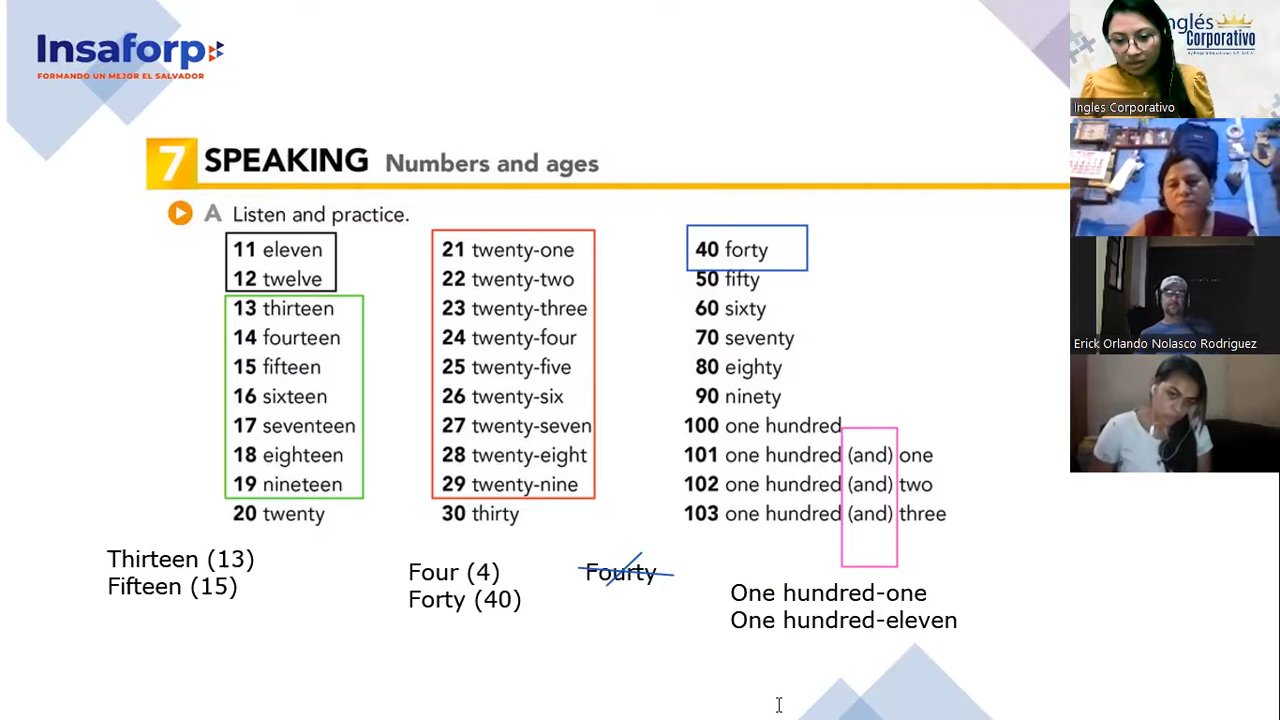 Insaforp
FORMANDO UN MEJOR EL SALVADOR
Inglés
Corporativo
Ingles Corporativo
Erick Orlando Nolasco Rodriguez
7 SPEAKING Numbers and ages
A Listen and practice.
11 eleven
12 twelve
13 thirteen
14 fourteen
15 fifteen
16 sixteen
17 seventeen
18 eighteen
19 nineteen
20 twenty
21 twenty-one
22 twenty-two
23 twenty-three
24 twenty-four
25 twenty-five
26 twenty-six
27 twenty-seven
28 twenty-eight
29 twenty-nine
30 thirty
40 forty
50 fifty
60 sixty
70 seventy
80 eighty
90 ninety
100 one hundred
101 one hundred (and) one
102 one hundred (and) two
103 one hundred (and) three
Thirteen (13)
Fifteen (15)
Four (4)
Forty (40)
Fourty
One hundred-one
One hundred-eleven